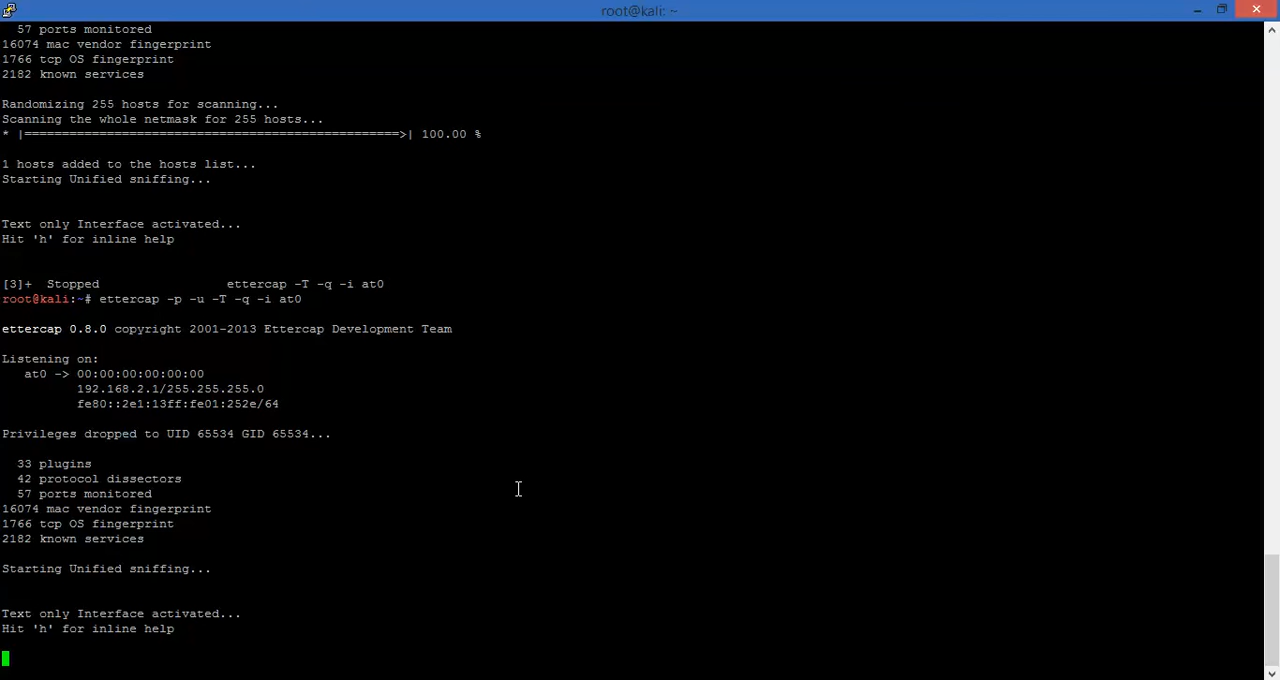 root@kali: ~
57 ports monitored
16074 mac vendor fingerprint
1766 tcp OS fingerprint
2182 known services
Randomizing 255 hosts for scanning...
Scanning the whole netmask for 255 hosts...
* |==================================================>| 100.00 %
1 hosts added to the hosts list...
Starting Unified sniffing...
Text only Interface activated...
Hit 'h' for inline help
[3]+  Stopped                 ettercap -T -q -i at0
root@kali:~# ettercap -p -u -T -q -i at0
ettercap 0.8.0 copyright 2001-2013 Ettercap Development Team
Listening on:
at0 -> 00:00:00:00:00:00
192.168.2.1/255.255.255.0
fe80::2e1:13ff:fe01:252e/64
Privileges dropped to UID 65534 GID 65534...
33 plugins
42 protocol dissectors
57 ports monitored
16074 mac vendor fingerprint
1766 tcp OS fingerprint
2182 known services
Starting Unified sniffing...
Text only Interface activated...
Hit 'h' for inline help